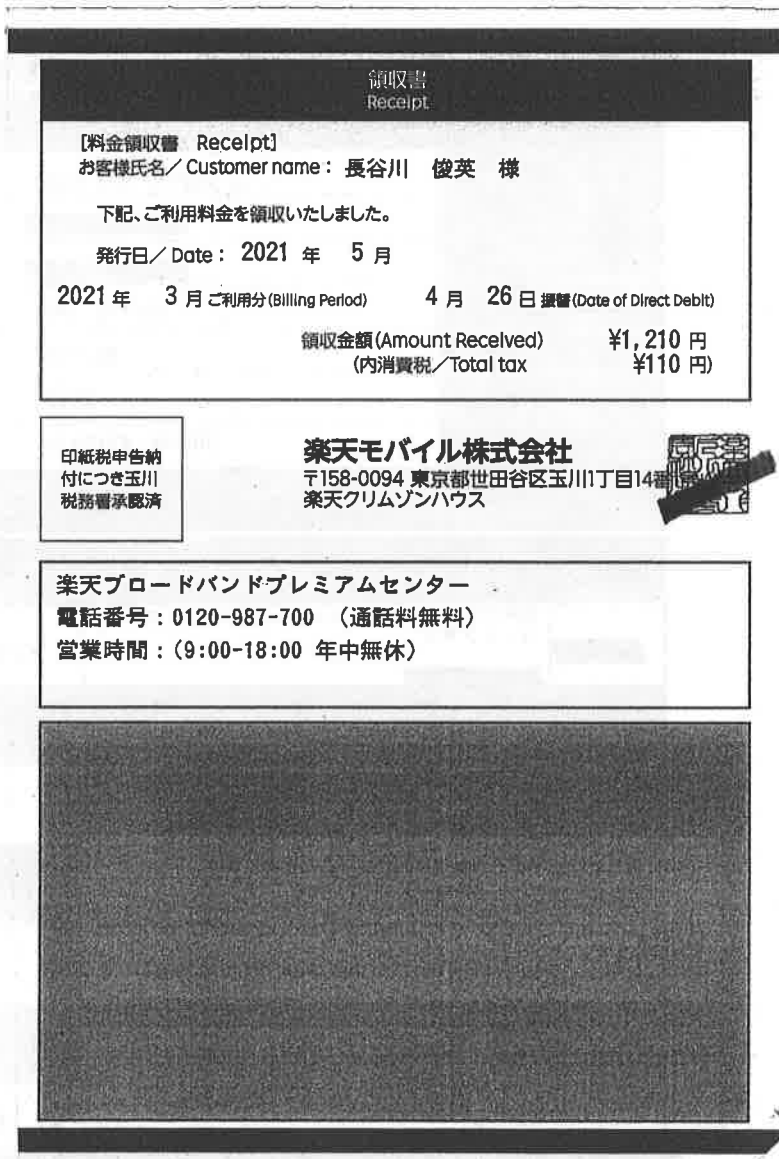 領収書
Receipt
[料金領収書 Receipt]
お客様氏名／Customer name： 長谷川 俊英 様
下記、ご利用料金を領収いたしました。
発行日／Date： 2021 年 5 月
2021 年 3 月 ご利用分(Billing Period) 4 月 26 日 振替(Date of Direct Debit)
領収金額(Amount Received) ¥1,210 円
(内消費税／Total tax ¥110 円)
印紙税申告納
付につき玉川
税務署承認済
楽天モバイル株式会社
〒158-0094 東京都世田谷区玉川1丁目14番
楽天クリムゾンハウス
楽天ブロードバンドプレミアムセンター
電話番号：0120-987-700 （通話料無料）
営業時間：（9:00-18:00 年中無休）